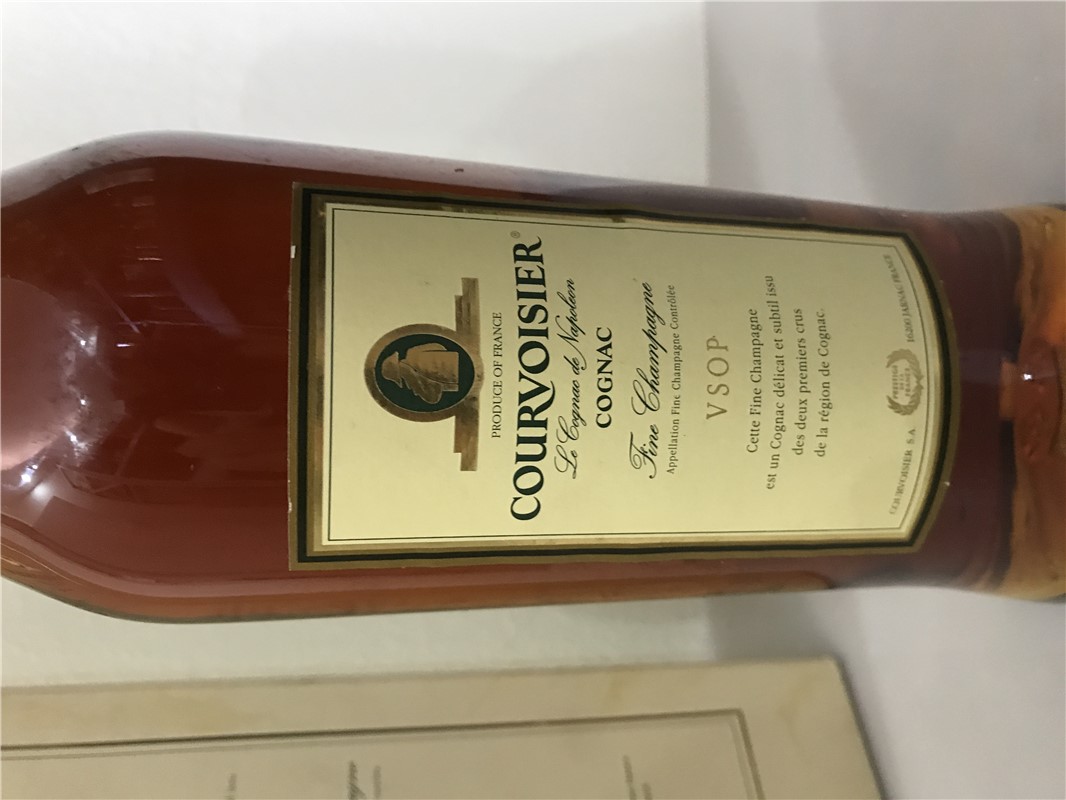 PRODUCE OF FRANCE
COURVOISIER®
Le Cognac de Napoleon
COGNAC
Fine Champagne
Appellation Fine Champagne Contrôlée
VSOP
Cette Fine Champagne
est un Cognac délicat et subtil issu
des deux premiers crus
de la région de Cognac.
COURVOISIER S.A. 16200 JARNAC FRANCE